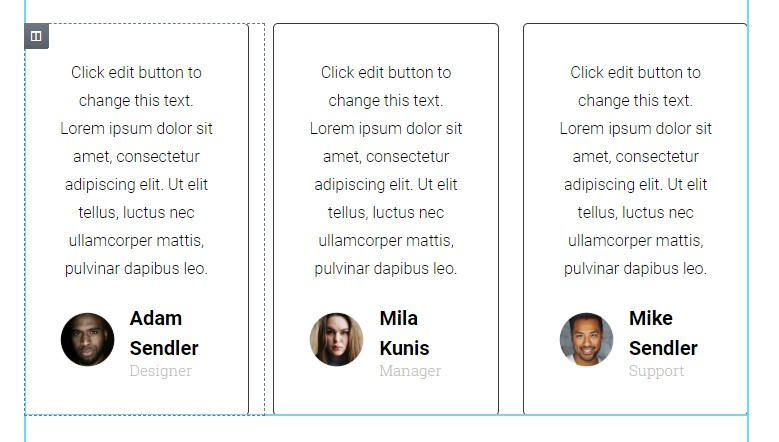 Click edit button to
change this text.
Lorem ipsum dolor sit
amet, consectetur
adipiscing elit. Ut elit
tellus, luctus nec
ullamcorper mattis,
pulvinar dapibus leo.
Adam
Sendler
Designer
Click edit button to
change this text.
Lorem ipsum dolor sit
amet, consectetur
adipiscing elit. Ut elit
tellus, luctus nec
ullamcorper mattis,
pulvinar dapibus leo.
Mila
Kunis
Manager
Click edit button to
change this text.
Lorem ipsum dolor sit
amet, consectetur
adipiscing elit. Ut elit
tellus, luctus nec
ullamcorper mattis,
pulvinar dapibus leo.
Mike
Sendler
Support